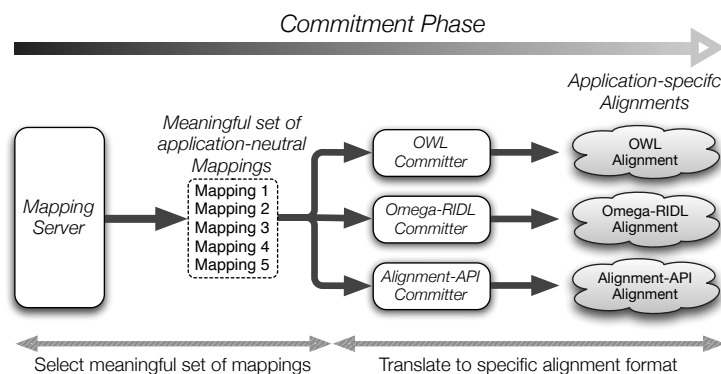 Commitment Phase
Application-specifc
Alignments
Meaningful set of
application-neutral
Mappings
Mapping
Server
Mapping 1
Mapping 2
Mapping 3
Mapping 4
Mapping 5
OWL
Committer
OWL
Alignment
Omega-RIDL
Committer
Omega-RIDL
Alignment
Alignment-API
Committer
Alignment-API
Alignment
Select meaningful set of mappings
Translate to specific alignment format